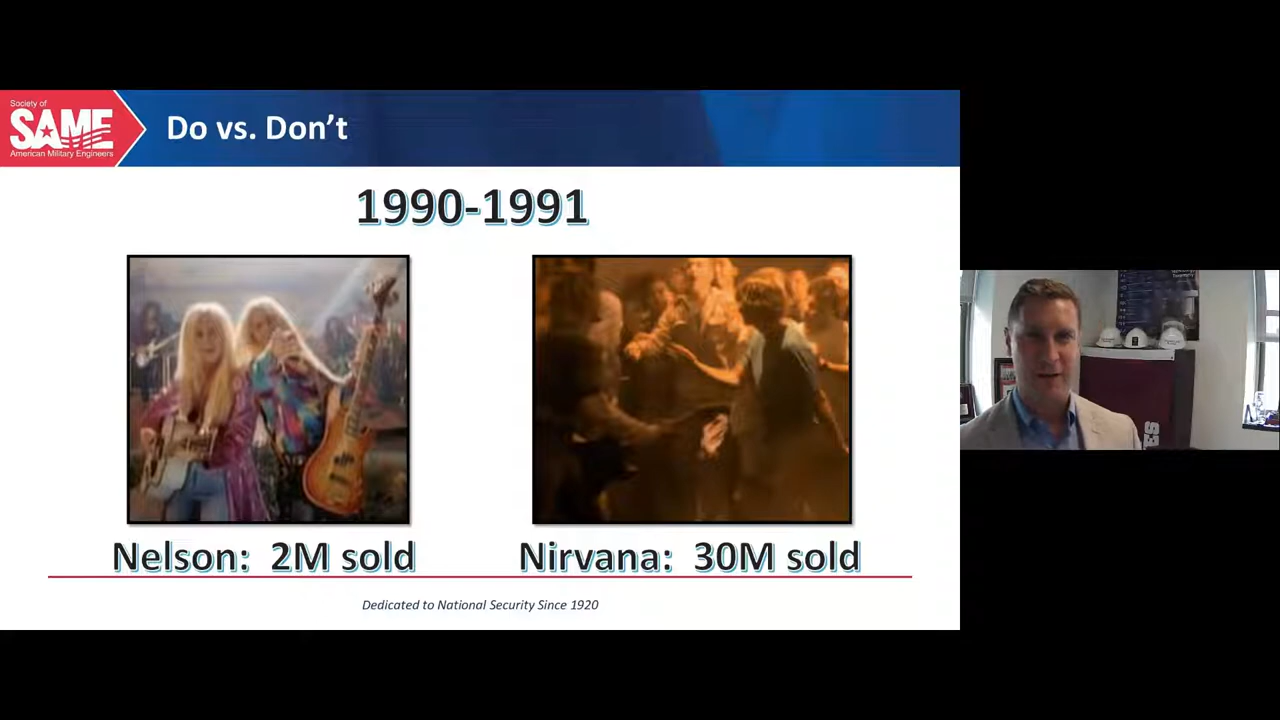 Society of
SAME
American Military Engineers
Do vs. Don't
1990-1991
Nelson: 2M sold
Nirvana: 30M sold
Dedicated to National Security Since 1920
ES